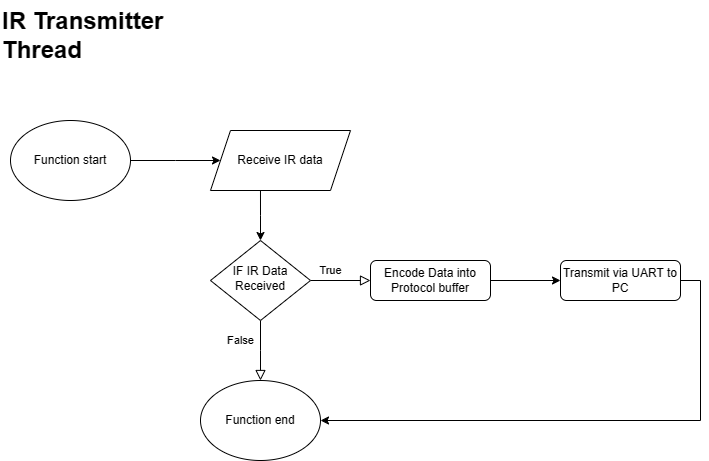 IR Transmitter
Thread
Function start
Receive IR data
IF IR Data
Received
True
Encode Data into
Protocol buffer
Transmit via UART to
PC
False
Function end